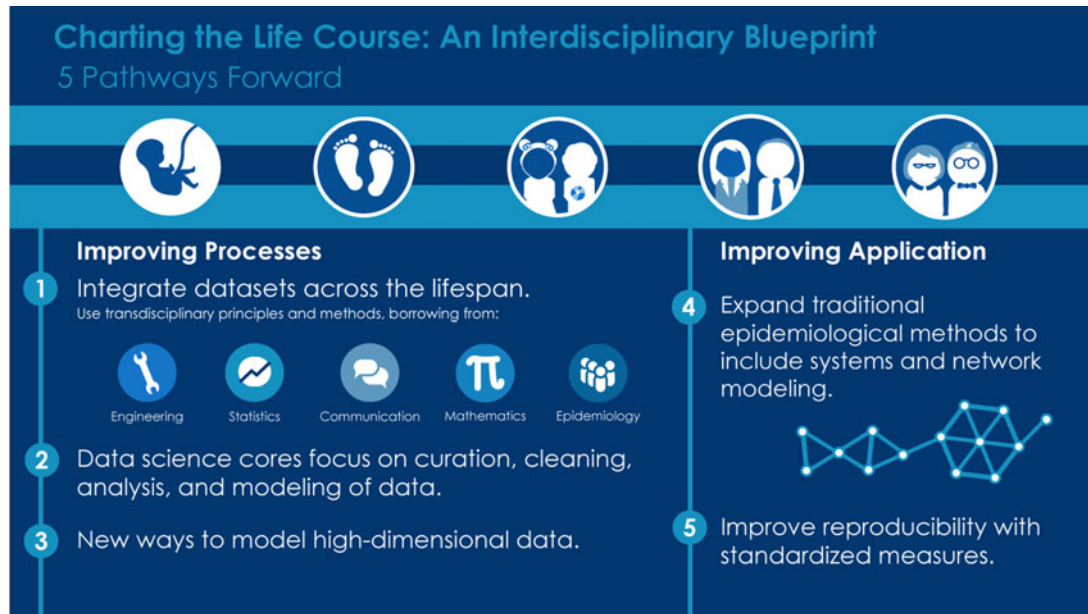 Charting the Life Course: An Interdisciplinary Blueprint
5 Pathways Forward
Improving Processes
1 Integrate datasets across the lifespan.
Use transdisciplinary principles and methods, borrowing from:
Engineering
Statistics
Communication
Mathematics
Epidemiology
2 Data science cores focus on curation, cleaning,
analysis, and modeling of data.
3 New ways to model high-dimensional data.
Improving Application
4 Expand traditional
epidemiological methods to
include systems and network
modeling.
5 Improve reproducibility with
standardized measures.